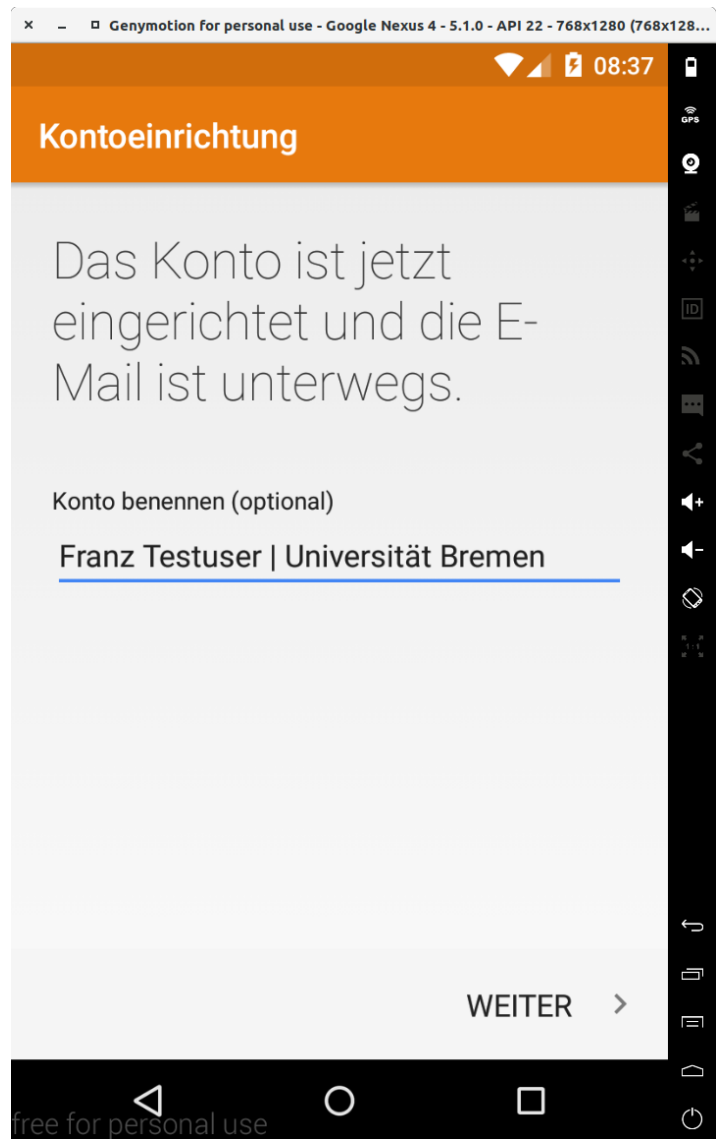 Genymotion for personal use - Google Nexus 4 - 5.1.0 - API 22 - 768x1280 (768x128...
08:37
GPS
Kontoeinrichtung
ID
Das Konto ist jetzt
eingerichtet und die E-
Mail ist unterwegs.
Konto benennen (optional)
Franz Testuser | Universität Bremen
1:1
WEITER
free for personal use